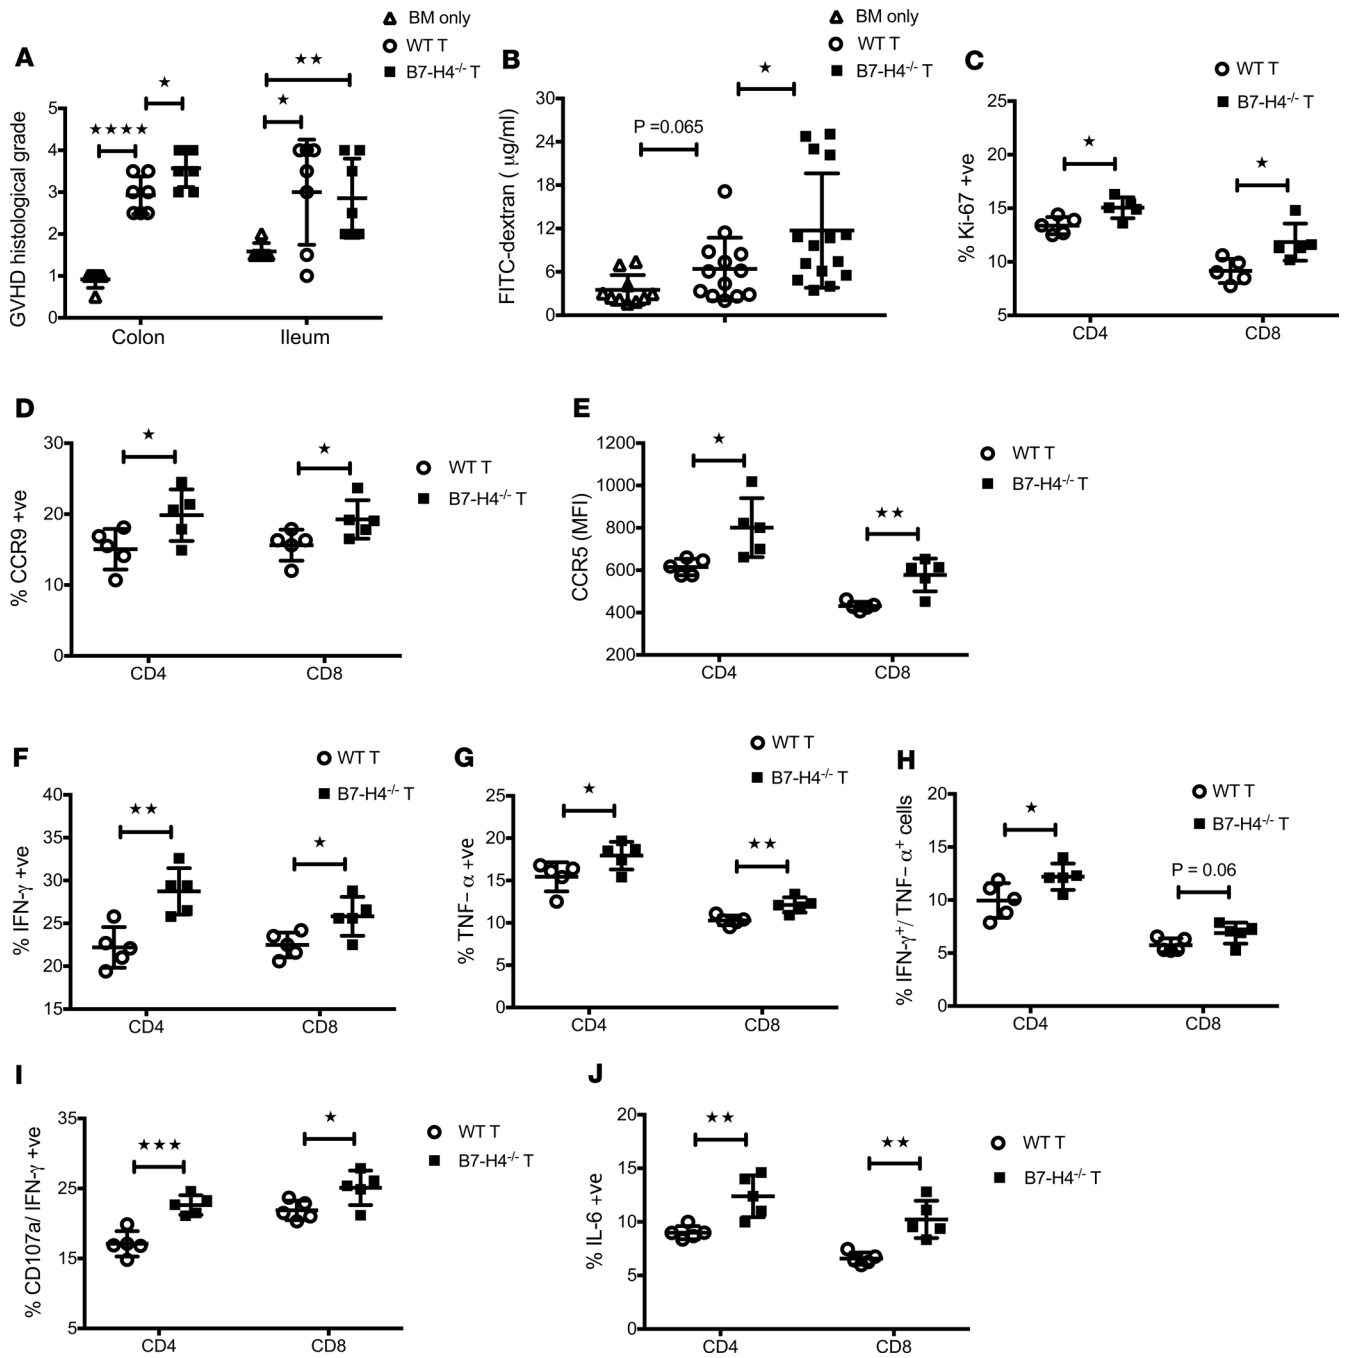 A
△ BM only
○ WT T
■ B7-H4-/- T
GVHD histological grade
5
4
3
2
1
0
★★★★
★
★
★★
Colon
Ileum
B
△ BM only
○ WT T
■ B7-H4-/- T
FITC-dextran ( μg/ml)
30
24
18
12
6
0
P =0.065
★
C
○ WT T
■ B7-H4-/- T
% Ki-67 +ve
25
20
15
10
5
★
★
CD4
CD8
D
% CCR9 +ve
30
20
10
0
★
★
CD4
CD8
○ WT T
■ B7-H4-/- T
E
CCR5 (MFI)
1200
1000
800
600
400
200
★
★★
CD4
CD8
○ WT T
■ B7-H4-/- T
F
○ WT T
■ B7-H4-/- T
% IFN-γ +ve
40
35
30
25
20
15
★★
★
CD4
CD8
G
○ WT T
■ B7-H4-/- T
% TNF-α +ve
25
20
15
10
5
0
★
★★
CD4
CD8
H
○ WT T
■ B7-H4-/- T
% IFN-γ+/ TNF-α+ cells
20
15
10
5
0
★
P = 0.06
CD4
CD8
I
% CD107a/ IFN-γ +ve
35
25
15
5
★★★
★
CD4
CD8
○ WT T
■ B7-H4-/- T
J
% IL-6 +ve
20
15
10
5
0
★★
★★
CD4
CD8
○ WT T
■ B7-H4-/- T